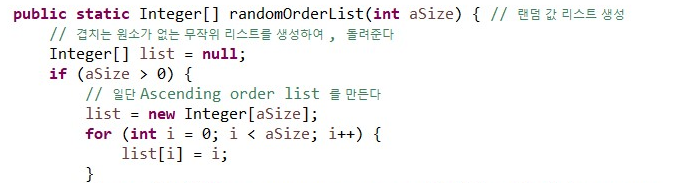 public static Integer[] randomOrderList(int aSize) { // 랜덤 값 리스트 생성
// 겹치는 원소가 없는 무작위 리스트를 생성하여 , 돌려준다
Integer[] list = null;
if (aSize > 0) {
// 일단 Ascending order list 를 만든다
list = new Integer[aSize];
for (int i = 0; i < aSize; i++) {
list[i] = i;
}